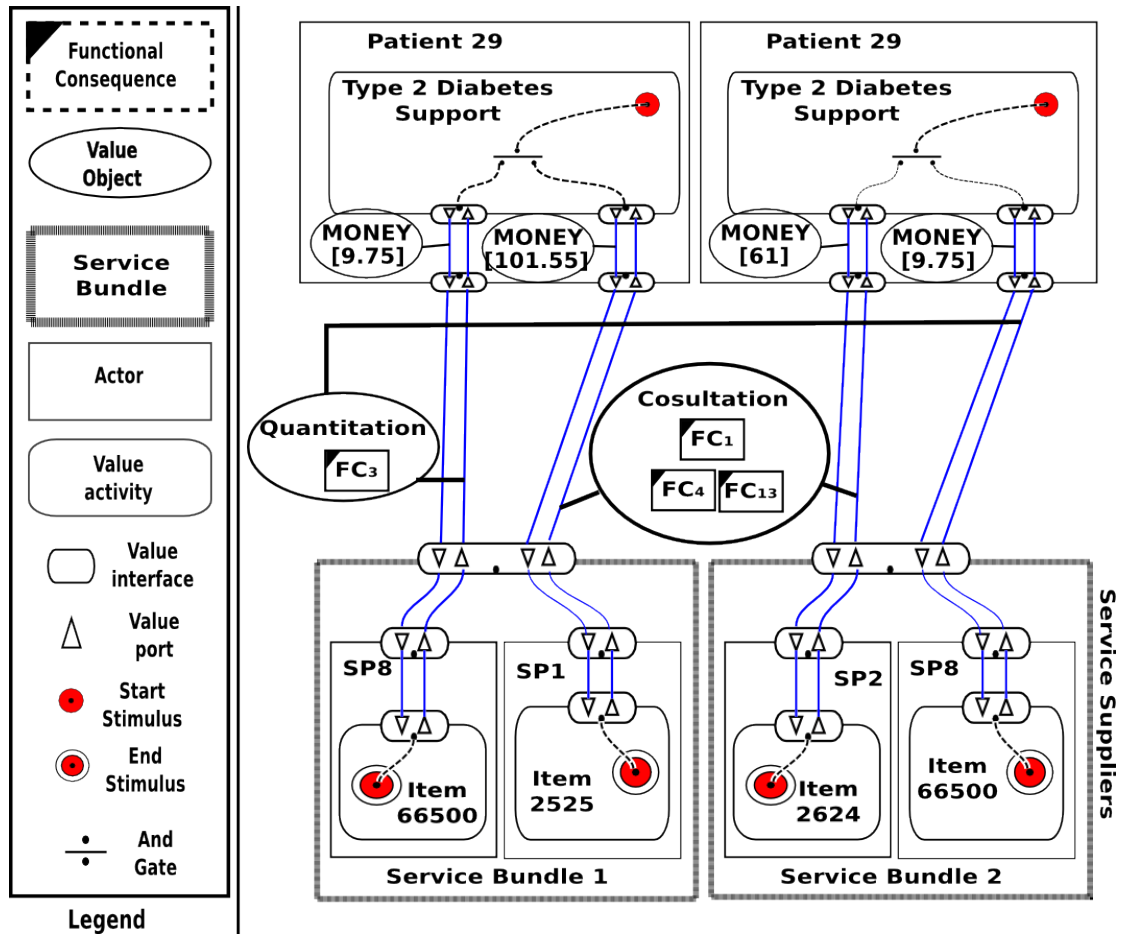 Functional
Consequence
Value
Object
Service
Bundle
Actor
Value
activity
Value
interface
Value
port
Start
Stimulus
End
Stimulus
And
Gate
Legend
Patient 29
Type 2 Diabetes
Support
MONEY
[9.75]
MONEY
[101.55]
Patient 29
Type 2 Diabetes
Support
MONEY
[61]
MONEY
[9.75]
Quantitation
FC₃
Cosultation
FC₁
FC₄
FC₁₃
SP8
Item
66500
SP1
Item
2525
Service Bundle 1
SP2
Item
2624
SP8
Item
66500
Service Bundle 2
Service Suppliers